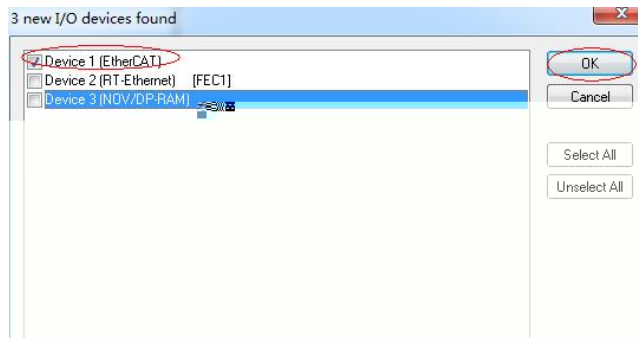 3 new I/O devices found
Device 1 (EtherCAT)
OK
Device 2 (RT-Ethernet) [FEC1]
Device 3 (NOV/DP-RAM)
Cancel
Select All
Unselect All